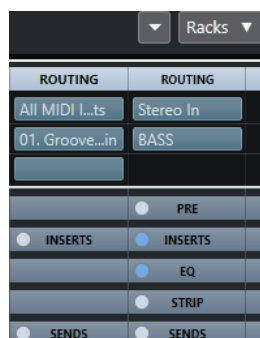 Racks
ROUTING ROUTING
All MIDI I...ts Stereo In
01. Groove...in BASS
PRE
INSERTS INSERTS
EQ
STRIP
SENDS SENDS